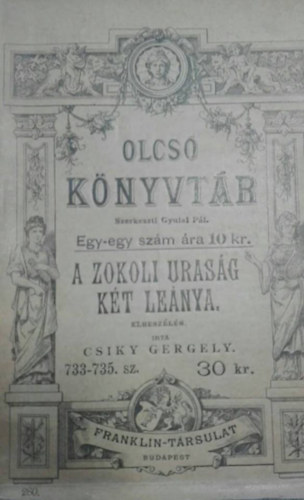 OLCSÓ
KÖNYVTÁR
Szerkeszti Gyulai Pál.
Egy-egy szám ára 10 kr.
A ZOKOLI URASÁG
KÉT LEÁNYA.
ELBESZÉLÉS
IRTA
CSIKY GERGELY.
733-735. sz. 30 kr.
FRANKLIN-TÁRSULAT
BUDAPEST